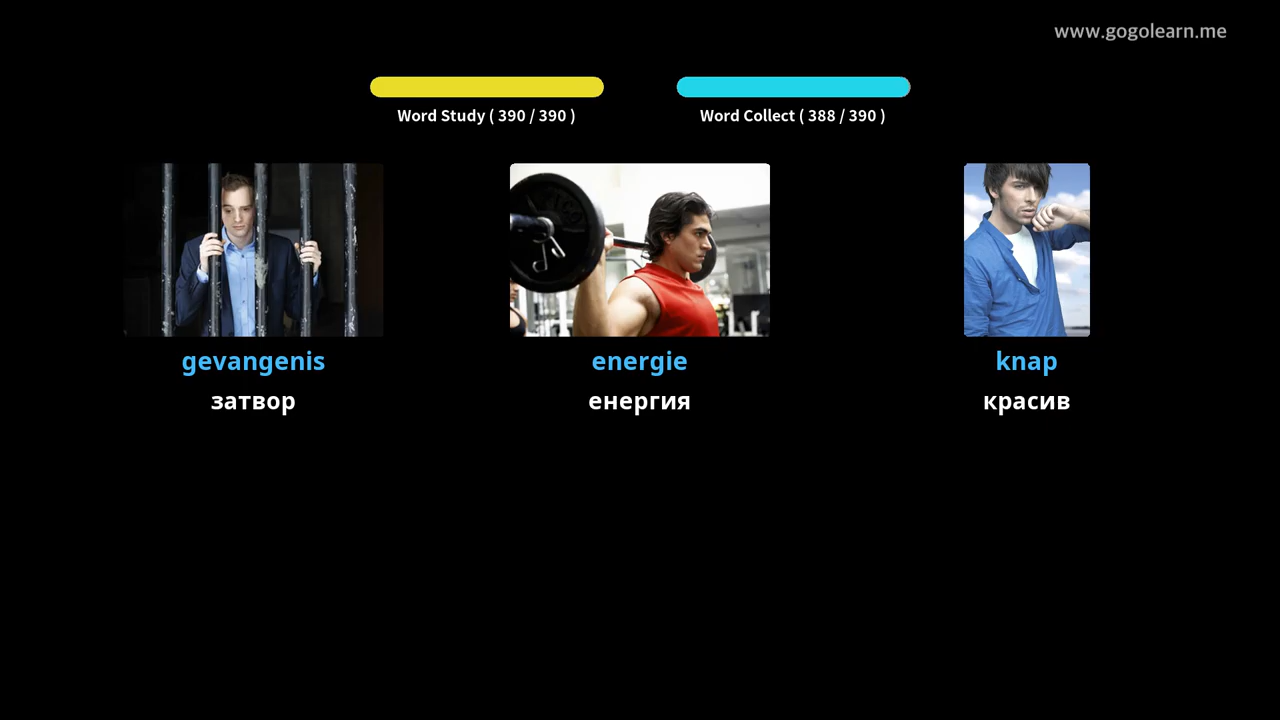 www.gogolearn.me
Word Study ( 390 / 390 )
Word Collect ( 388 / 390 )
gevangenis
energie
knap
затвор
енергия
красив